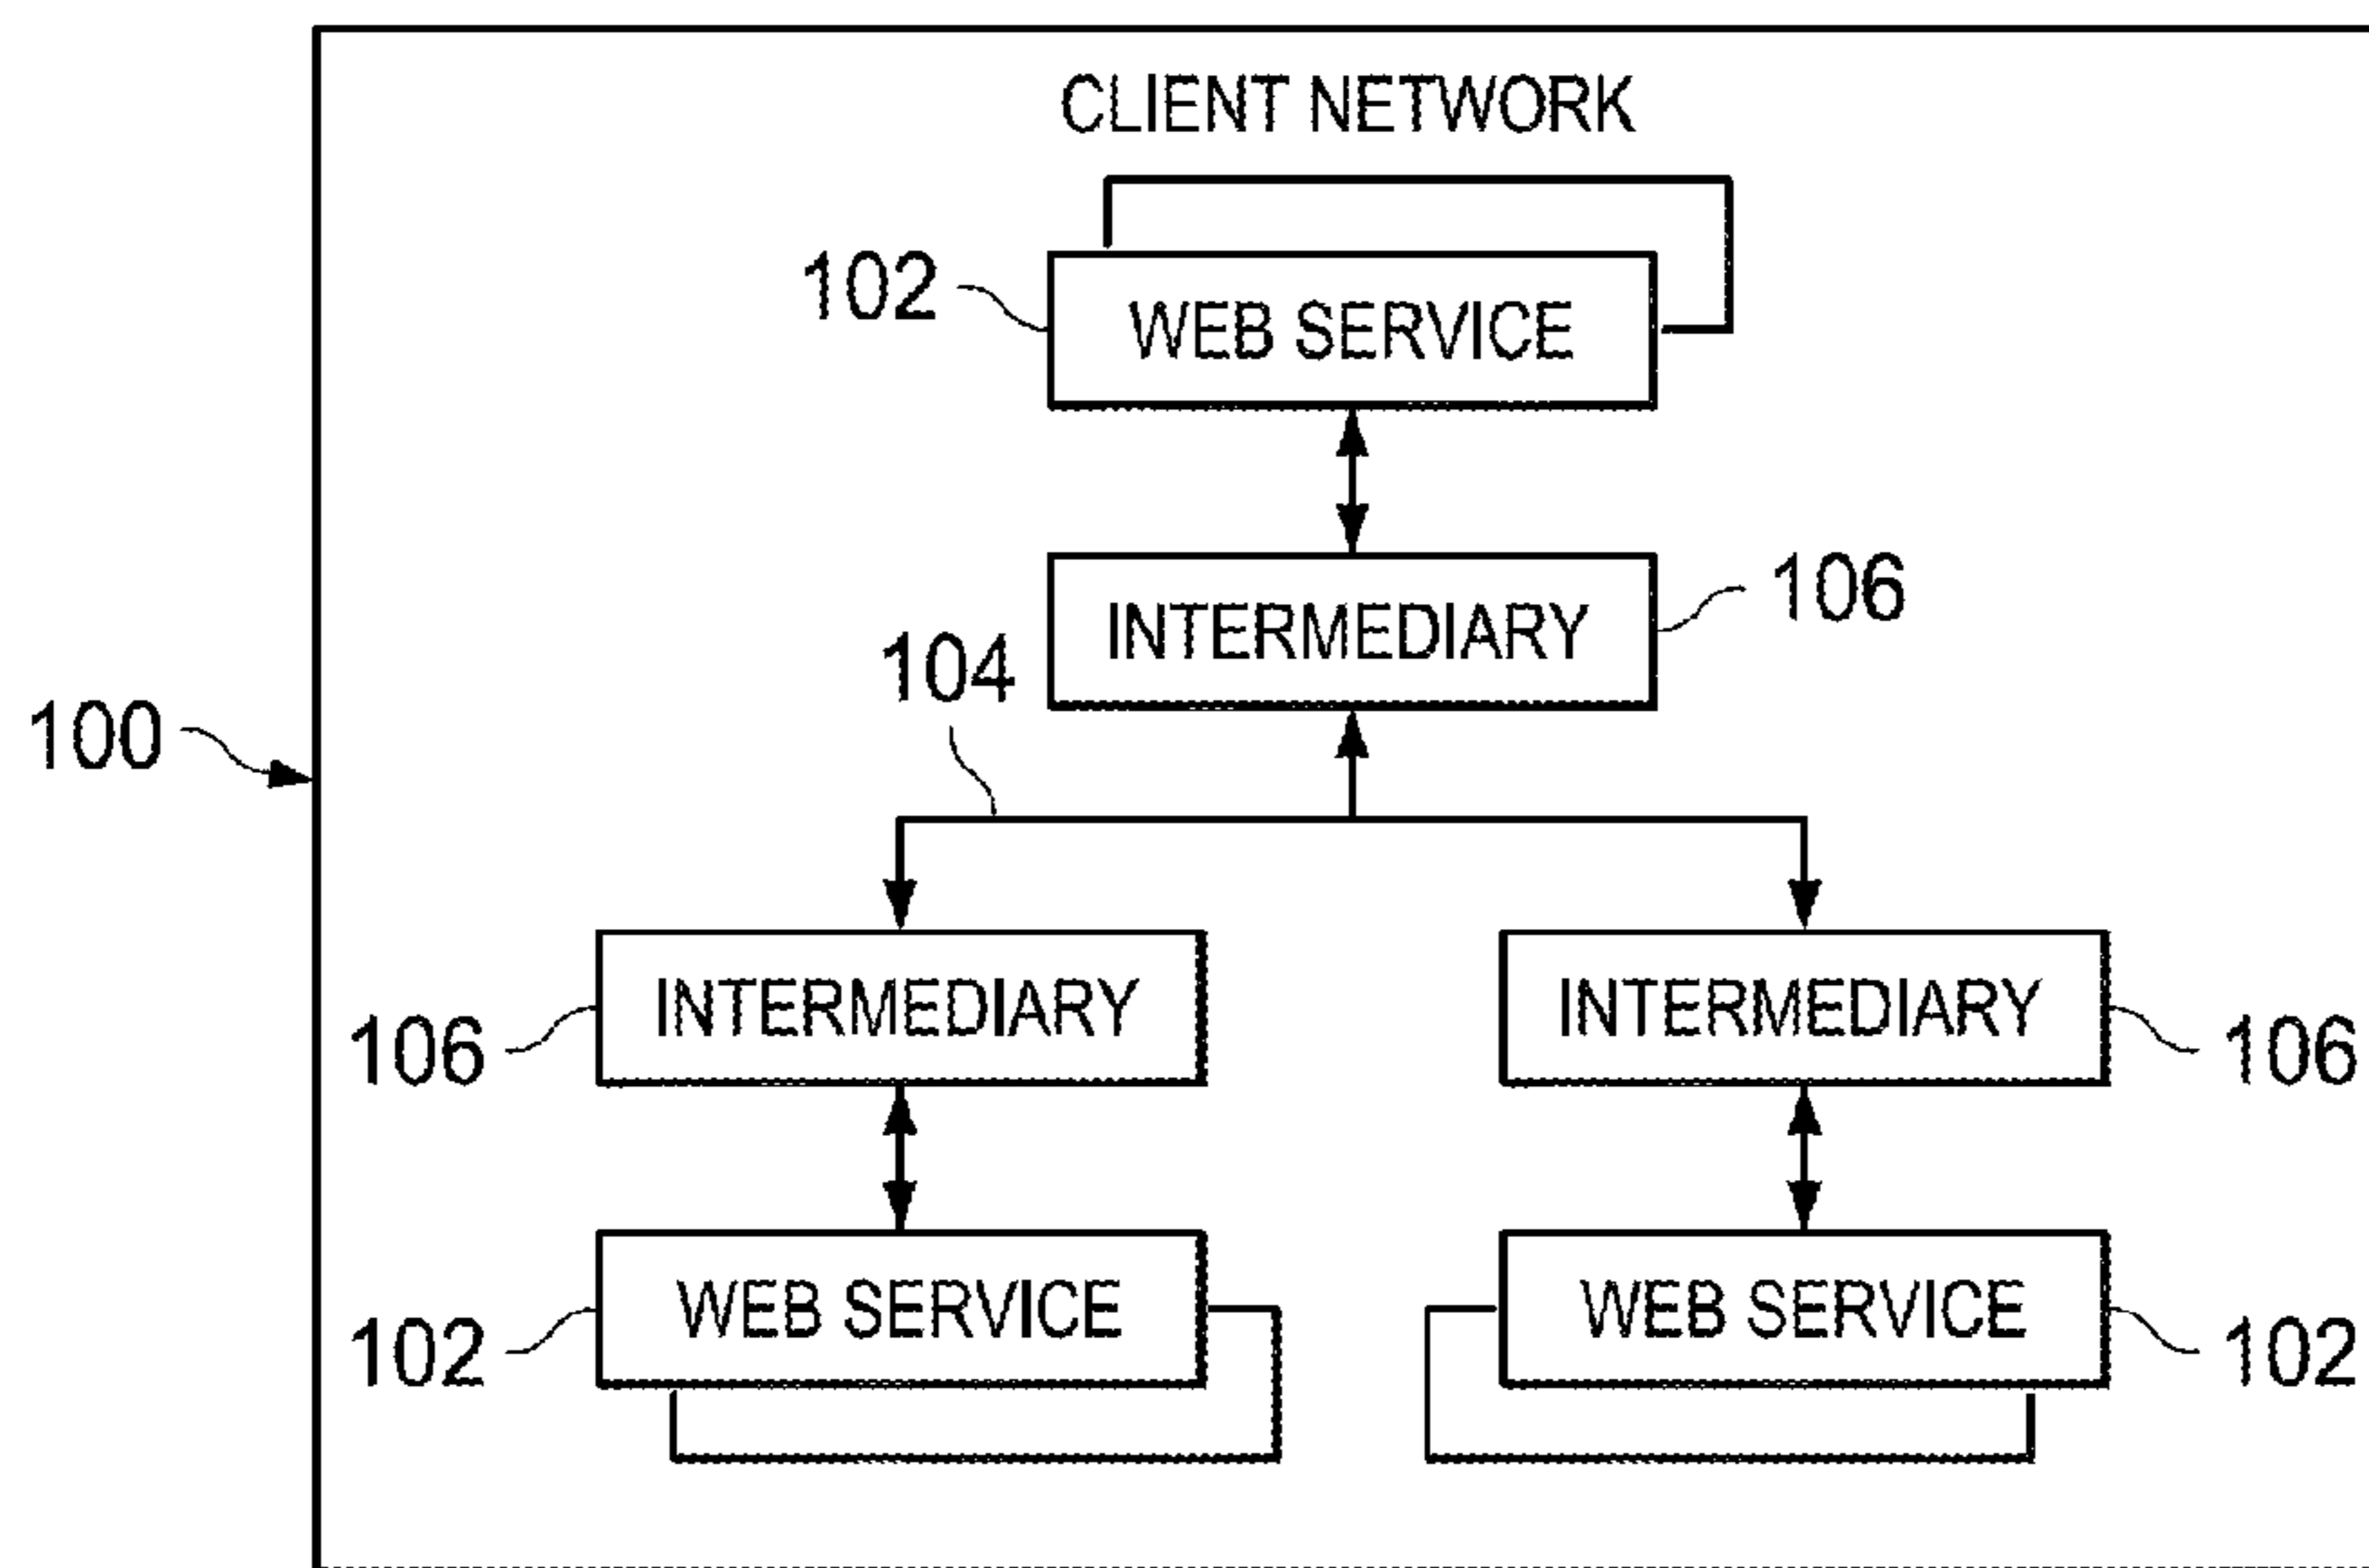 CLIENT NETWORK
102
WEB SERVICE
INTERMEDIARY
106
104
100
INTERMEDIARY
INTERMEDIARY
106
106
WEB SERVICE
WEB SERVICE
102
102